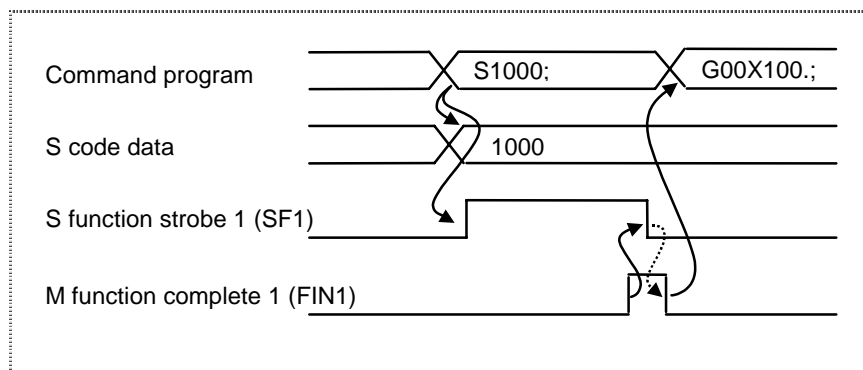 Command program S1000; G00X100.;
S code data 1000
S function strobe 1 (SF1)
M function complete 1 (FIN1)